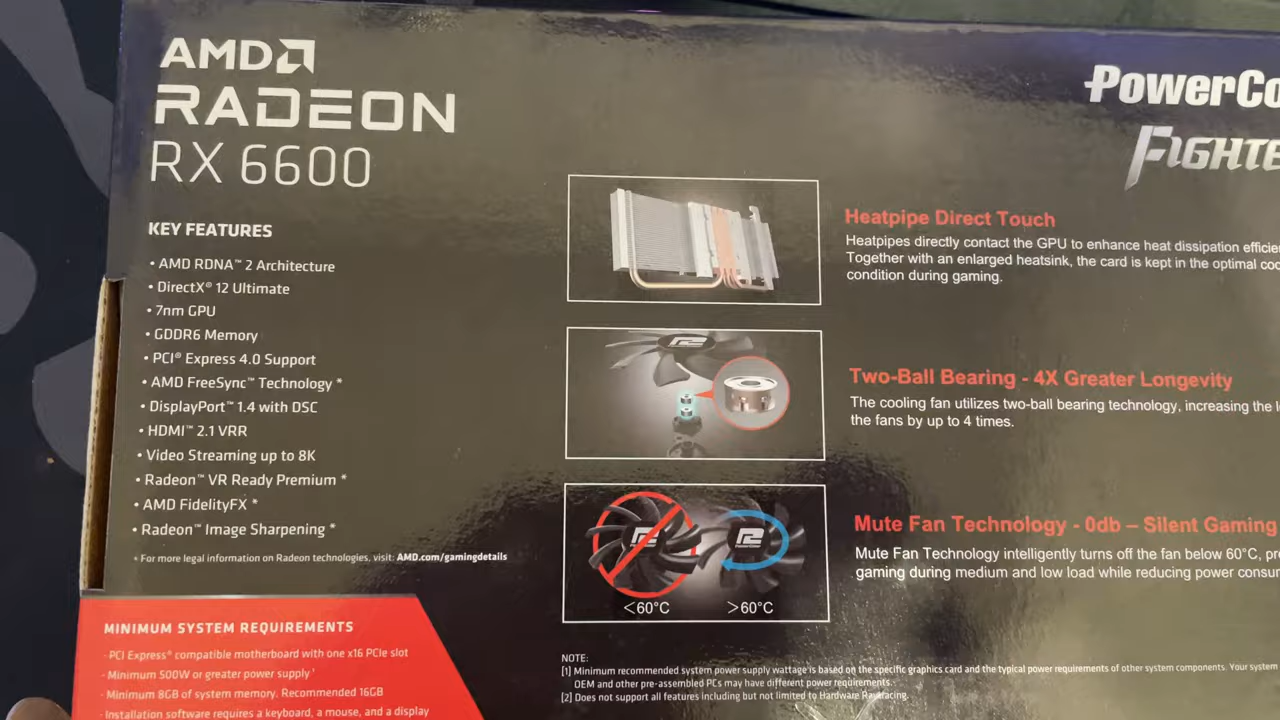 AMD
RADEON
RX 6600
KEY FEATURES
• AMD RDNA™ 2 Architecture
• DirectX® 12 Ultimate
• 7nm GPU
• GDDR6 Memory
• PCI® Express 4.0 Support
• AMD FreeSync™ Technology *
• DisplayPort™ 1.4 with DSC
• HDMI™ 2.1 VRR
• Video Streaming up to 8K
• Radeon™ VR Ready Premium *
• AMD FidelityFX *
• Radeon™ Image Sharpening *
* For more legal information on Radeon technologies, visit: AMD.com/gamingdetails
MINIMUM SYSTEM REQUIREMENTS
· PCI Express® compatible motherboard with one x16 PCIe slot
· Minimum 500W or greater power supply¹
· Minimum 8GB of system memory. Recommended 16GB
· Installation software requires a keyboard, a mouse, and a display
PowerCo
FIGHTE
Heatpipe Direct Touch
Heatpipes directly contact the GPU to enhance heat dissipation efficie
Together with an enlarged heatsink, the card is kept in the optimal coo
condition during gaming.
Two-Ball Bearing - 4X Greater Longevity
The cooling fan utilizes two-ball bearing technology, increasing the l
the fans by up to 4 times.
<60°C
>60°C
Mute Fan Technology - 0db – Silent Gaming
Mute Fan Technology intelligently turns off the fan below 60°C, pr
gaming during medium and low load while reducing power consu
NOTE:
[1] Minimum recommended system power supply wattage is based on the specific graphics card and the typical power requirements of other system components. Your system
OEM and other pre-assembled PCs may have different power requirements.
[2] Does not support all features including but not limited to Hardware Raytracing.